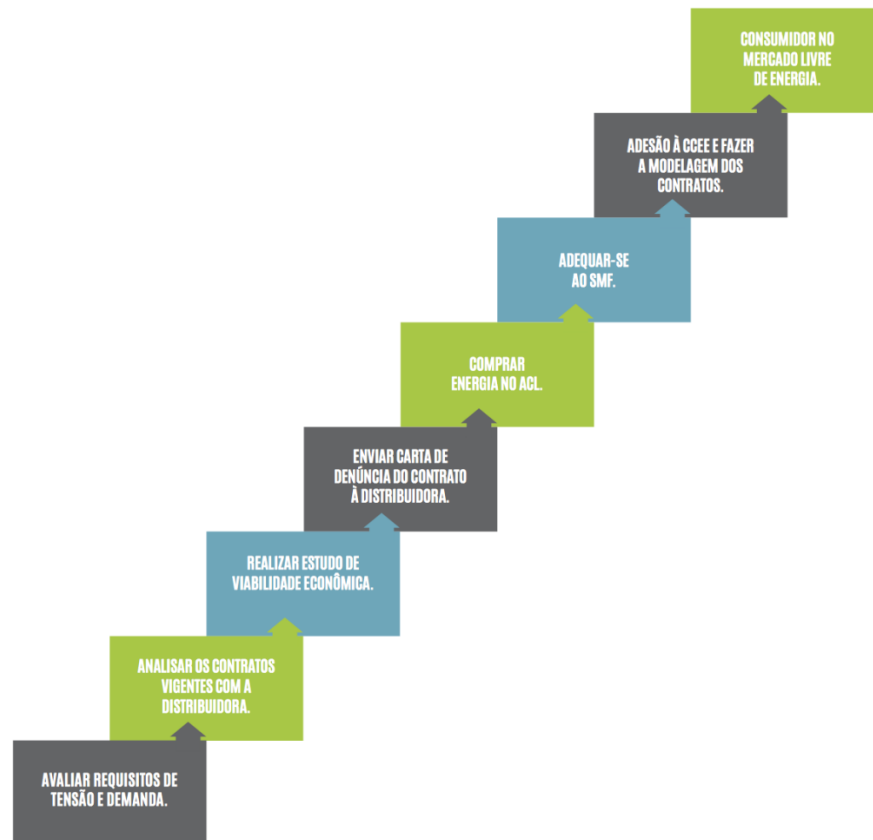 CONSUMIDOR NO
MERCADO LIVRE
DE ENERGIA.
ADESÃO À CCEE E FAZER
A MODELAGEM DOS
CONTRATOS.
ADEQUAR-SE
AO SMF.
COMPRAR
ENERGIA NO ACL.
ENVIAR CARTA DE
DENÚNCIA DO CONTRATO
À DISTRIBUIDORA.
REALIZAR ESTUDO DE
VIABILIDADE ECONÔMICA.
ANALISAR OS CONTRATOS
VIGENTES COM A
DISTRIBUIDORA.
AVALIAR REQUISITOS DE
TENSÃO E DEMANDA.